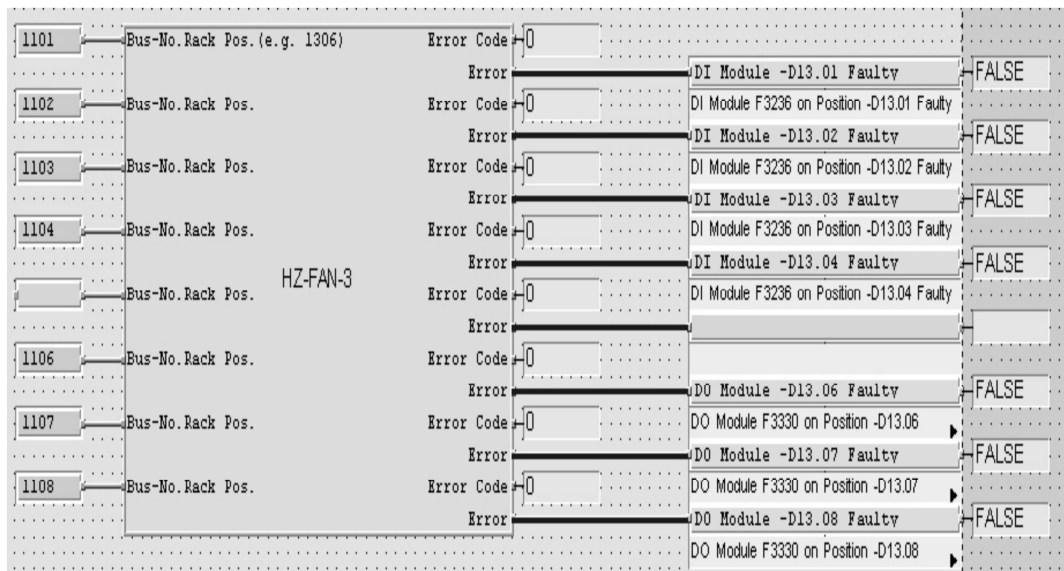 1101 Bus-No.Rack Pos.(e.g. 1306) Error Code 0
Error DI Module -D13.01 Faulty FALSE
1102 Bus-No.Rack Pos. Error Code 0 DI Module F3236 on Position -D13.01 Faulty
Error DI Module -D13.02 Faulty FALSE
1103 Bus-No.Rack Pos. Error Code 0 DI Module F3236 on Position -D13.02 Faulty
Error DI Module -D13.03 Faulty FALSE
1104 Bus-No.Rack Pos. Error Code 0 DI Module F3236 on Position -D13.03 Faulty
HZ-FAN-3 Error DI Module -D13.04 Faulty FALSE
Bus-No.Rack Pos. Error Code 0 DI Module F3236 on Position -D13.04 Faulty
Error
1106 Bus-No.Rack Pos. Error Code 0
Error DO Module -D13.06 Faulty FALSE
1107 Bus-No.Rack Pos. Error Code 0 DO Module F3330 on Position -D13.06
Error DO Module -D13.07 Faulty FALSE
1108 Bus-No.Rack Pos. Error Code 0 DO Module F3330 on Position -D13.07
Error DO Module -D13.08 Faulty FALSE
DO Module F3330 on Position -D13.08